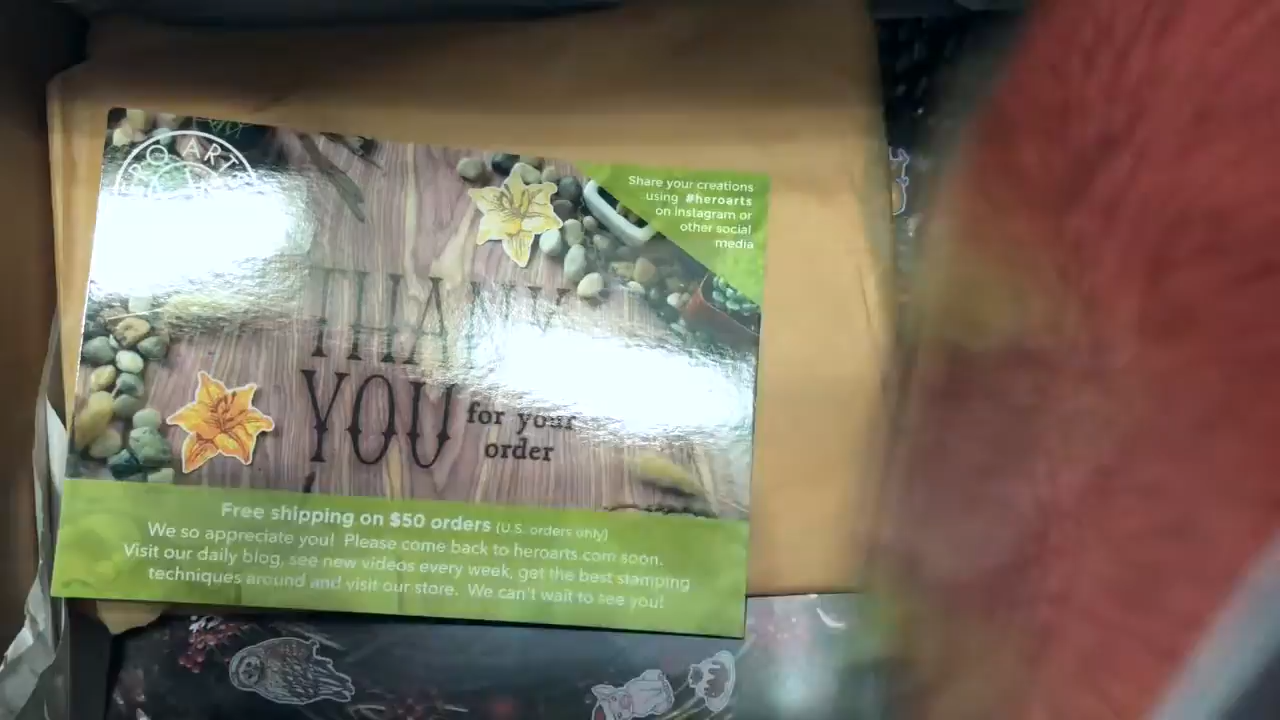 RO ART
Share your creations
using #heroarts
on Instagram or
other social
media
THANK
YOU for your
order
Free shipping on $50 orders (U.S. orders only)
We so appreciate you! Please come back to heroarts.com soon.
Visit our daily blog, see new videos every week, get the best stamping
techniques around and visit our store. We can't wait to see you!